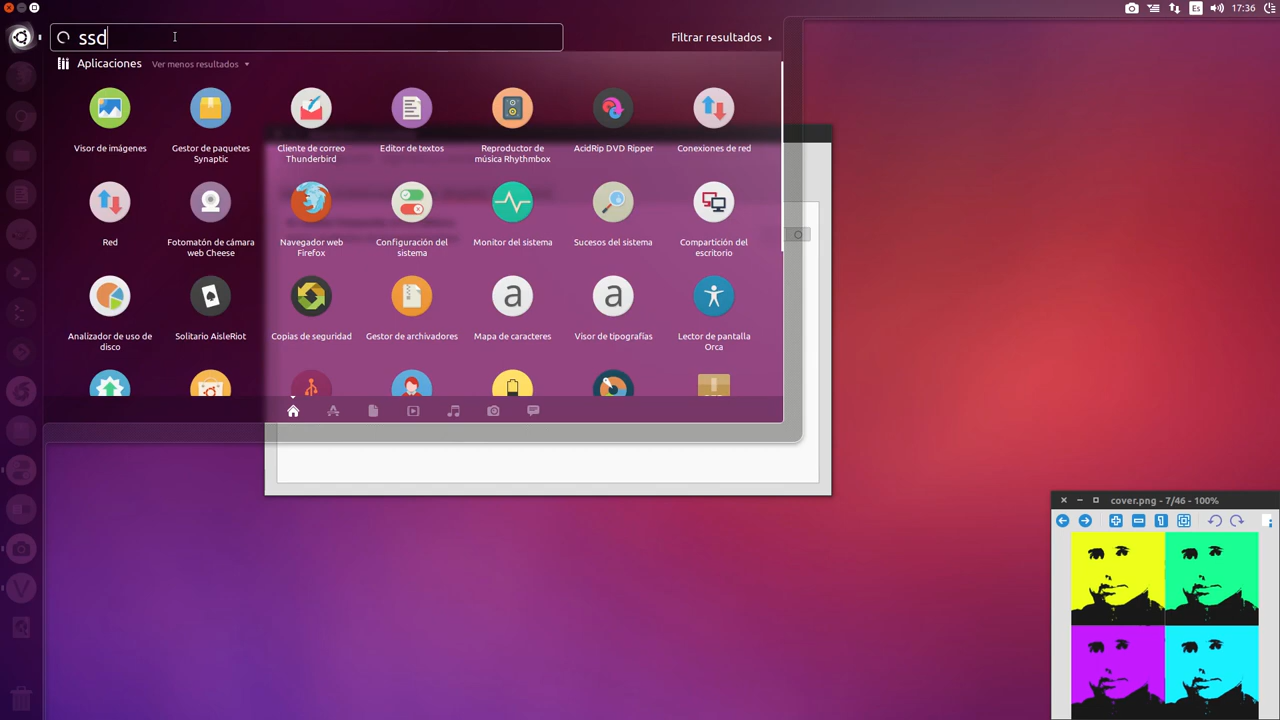 Es
17:36
ssd
Filtrar resultados
Aplicaciones
Ver menos resultados
Visor de imágenes
Gestor de paquetes
Synaptic
Cliente de correo
Thunderbird
Editor de textos
Reproductor de
música Rhythmbox
AcidRip DVD Ripper
Conexiones de red
Red
Fotomatón de cámara
web Cheese
Navegador web
Firefox
Configuración del
sistema
Monitor del sistema
Sucesos del sistema
Compartición del
escritorio
Analizador de uso de
disco
Solitario AisleRiot
Copias de seguridad
Gestor de archivadores
Mapa de caracteres
Visor de tipografías
Lector de pantalla
Orca
cover.png - 7/46 - 100%